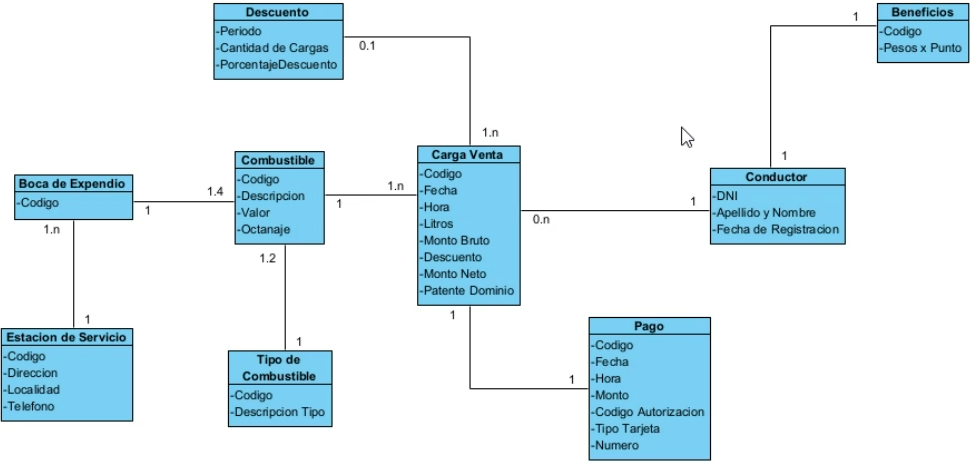 Descuento
-Periodo
-Cantidad de Cargas
-PorcentajeDescuento
0.1
1.n
Beneficios
-Codigo
-Pesos x Punto
1
1
Boca de Expendio
-Codigo
1.4
1
1.n
1
Combustible
-Codigo
-Descripcion
-Valor
-Octanaje
1.n
1
1.2
1
Carga Venta
-Codigo
-Fecha
-Hora
-Litros
-Monto Bruto
-Descuento
-Monto Neto
-Patente Dominio
1
0.n
Conductor
-DNI
-Apellido y Nombre
-Fecha de Registracion
Estacion de Servicio
-Codigo
-Direccion
-Localidad
-Telefono
Tipo de
Combustible
-Codigo
-Descripcion Tipo
1
1
Pago
-Codigo
-Fecha
-Hora
-Monto
-Codigo Autorizacion
-Tipo Tarjeta
-Numero